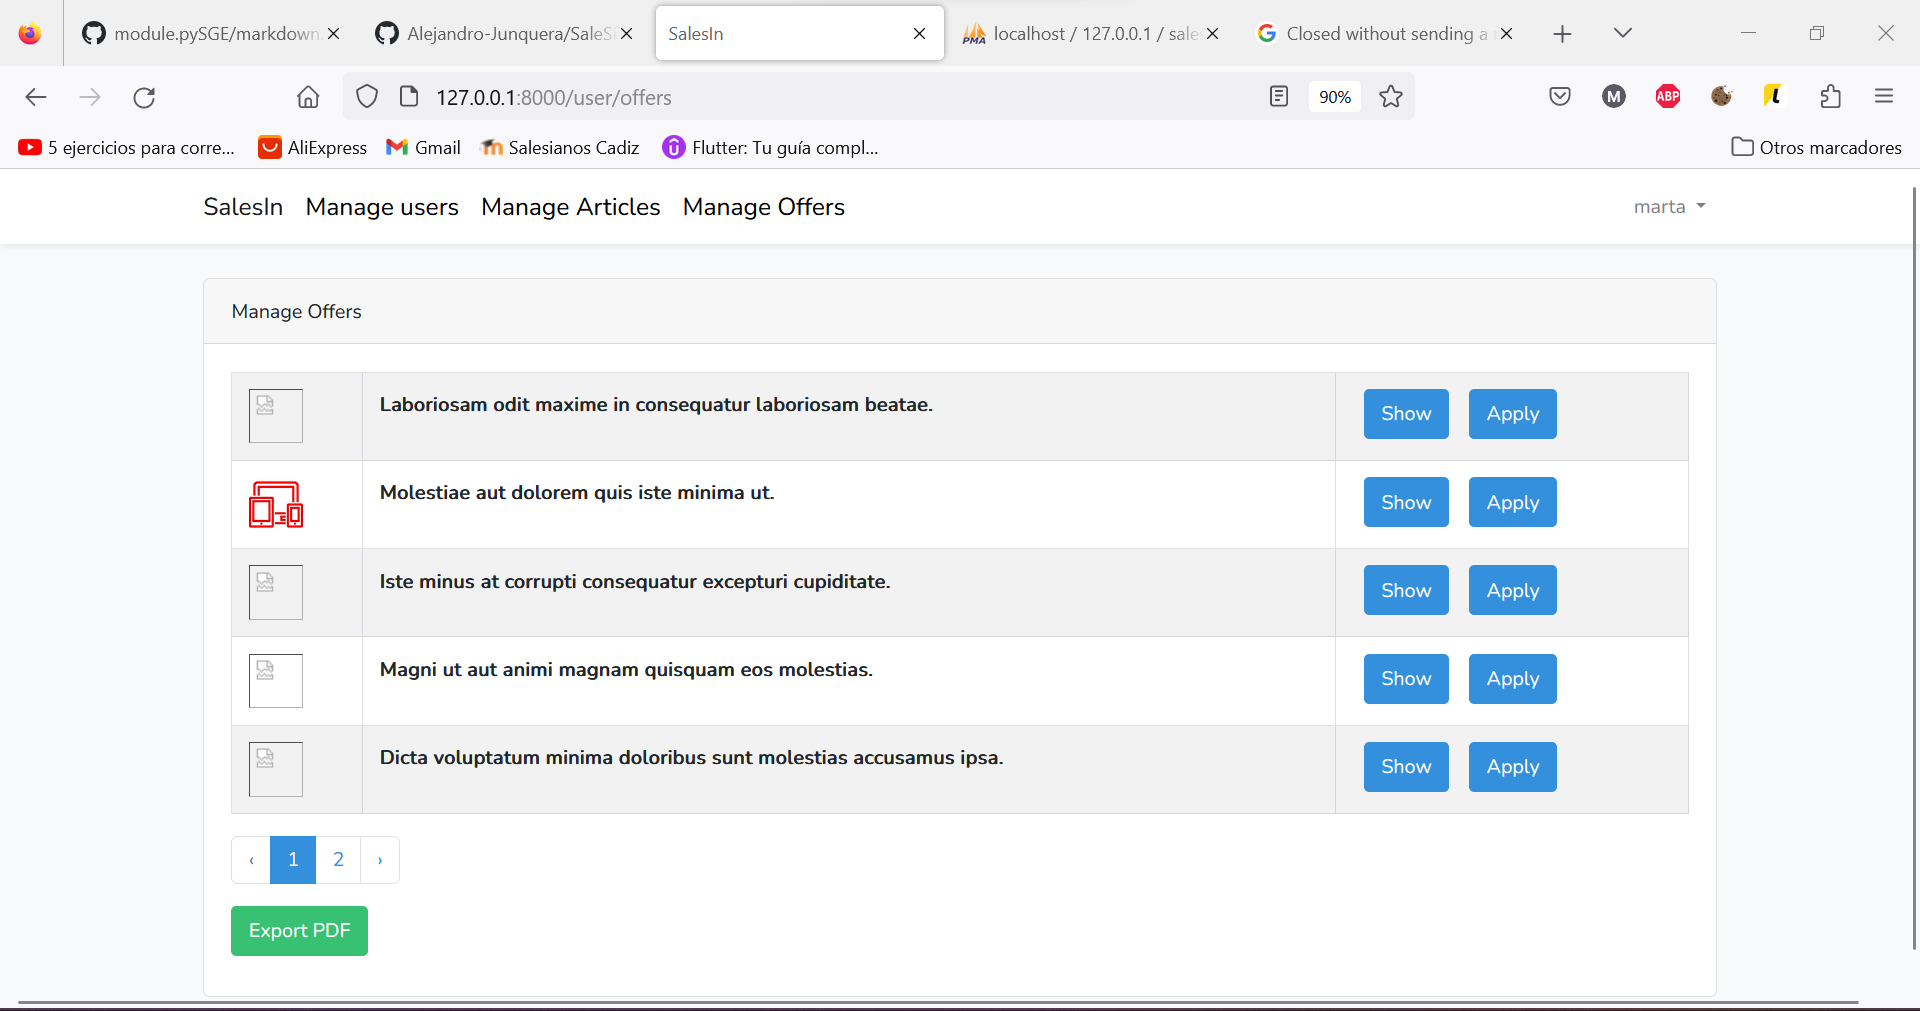 module.pySGE/markdown
Alejandro-Junquera/SaleS
SalesIn
localhost / 127.0.0.1 / sale
Closed without sending a
127.0.0.1:8000/user/offers
90%
M
ABP
5 ejercicios para corre...
AliExpress
Gmail
Salesianos Cadiz
Flutter: Tu guía compl...
Otros marcadores
SalesIn Manage users Manage Articles Manage Offers
marta
Manage Offers
Laboriosam odit maxime in consequatur laboriosam beatae. Show Apply
Molestiae aut dolorem quis iste minima ut. Show Apply
Iste minus at corrupti consequatur excepturi cupiditate. Show Apply
Magni ut aut animi magnam quisquam eos molestias. Show Apply
Dicta voluptatum minima doloribus sunt molestias accusamus ipsa. Show Apply
‹ 1 2 ›
Export PDF